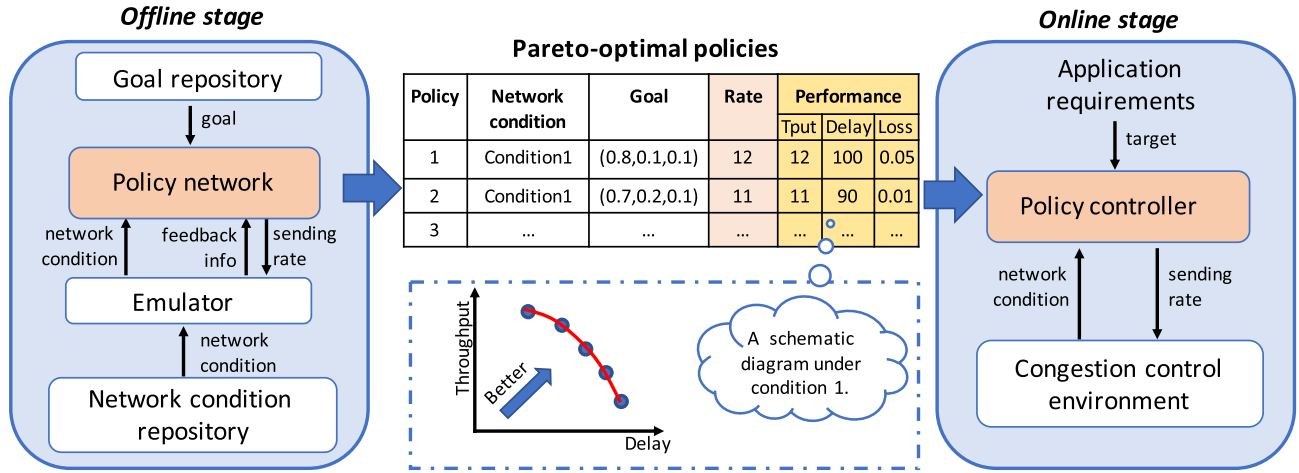 Offline stage
Goal repository
goal
Policy network
network
condition
feedback
info
sending
rate
Emulator
network
condition
Network condition
repository
Pareto-optimal policies
Policy Network condition Goal Rate Performance
Tput Delay Loss
1 Condition1 (0.8,0.1,0.1) 12 12 100 0.05
2 Condition1 (0.7,0.2,0.1) 11 11 90 0.01
3 ... ... ... ... ... ...
Throughput
Better
Delay
A schematic
diagram under
condition 1.
Online stage
Application
requirements
target
Policy controller
network
condition
sending
rate
Congestion control
environment